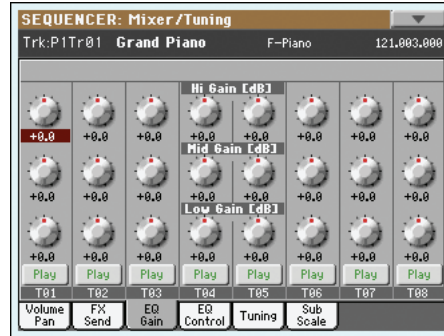 SEQUENCER: Mixer/Tuning
Trk:P1Tr01 Grand Piano F-Piano 121.003.000
Hi Gain [dB]
+0.0 +0.0 +0.0 +0.0 +0.0 +0.0 +0.0 +0.0
Mid Gain [dB]
+0.0 +0.0 +0.0 +0.0 +0.0 +0.0 +0.0 +0.0
Low Gain [dB]
+0.0 +0.0 +0.0 +0.0 +0.0 +0.0 +0.0 +0.0
Play Play Play Play Play Play Play Play
T01 T02 T03 T04 T05 T06 T07 T08
Volume Pan FX Send EQ Gain EQ Control Tuning Sub Scale